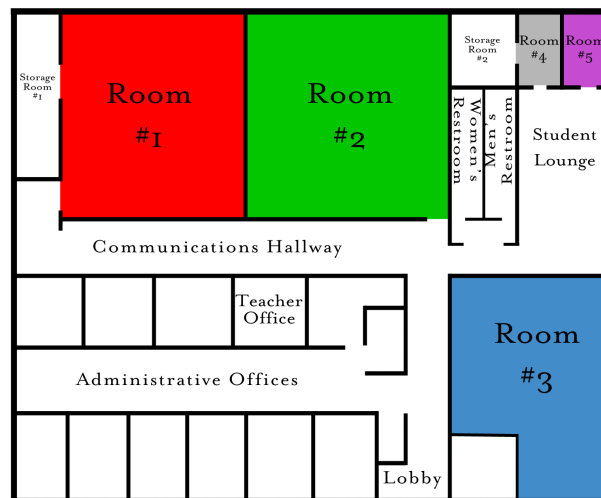 Storage
Room
#1
Room
#1
Room
#2
Storage
Room
#2
Room
#4
Room
#5
Women's
Restroom
Men's
Restroom
Student
Lounge
Communications Hallway
Teacher
Office
Room
#3
Administrative Offices
Lobby